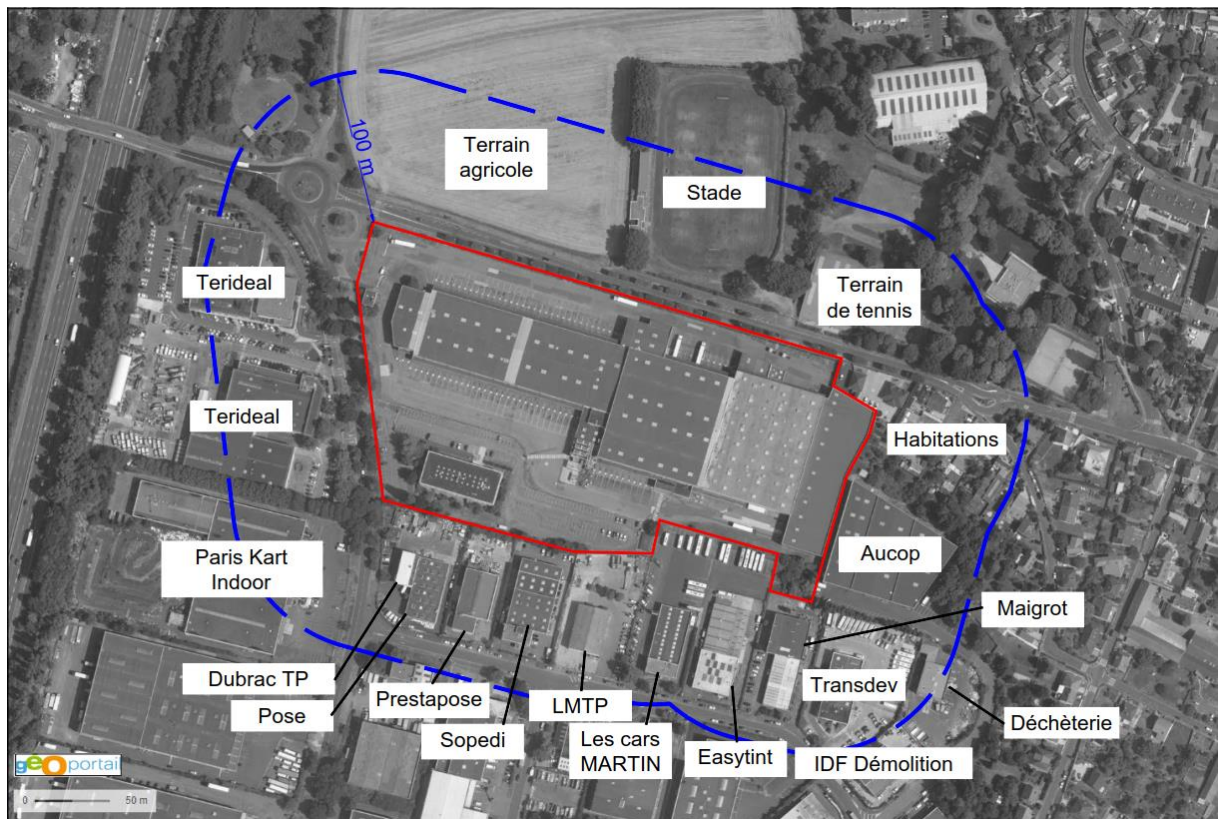 100 m
Terrain
agricole
Stade
Terideal
Terrain
de tennis
Terideal
Habitations
Paris Kart
Indoor
Aucop
Maigrot
Dubrac TP
Pose
Prestapose
Sopedi
LMTP
Les cars
MARTIN
Easytint
Transdev
IDF Démolition
Déchèterie
géoportail
0 50 m